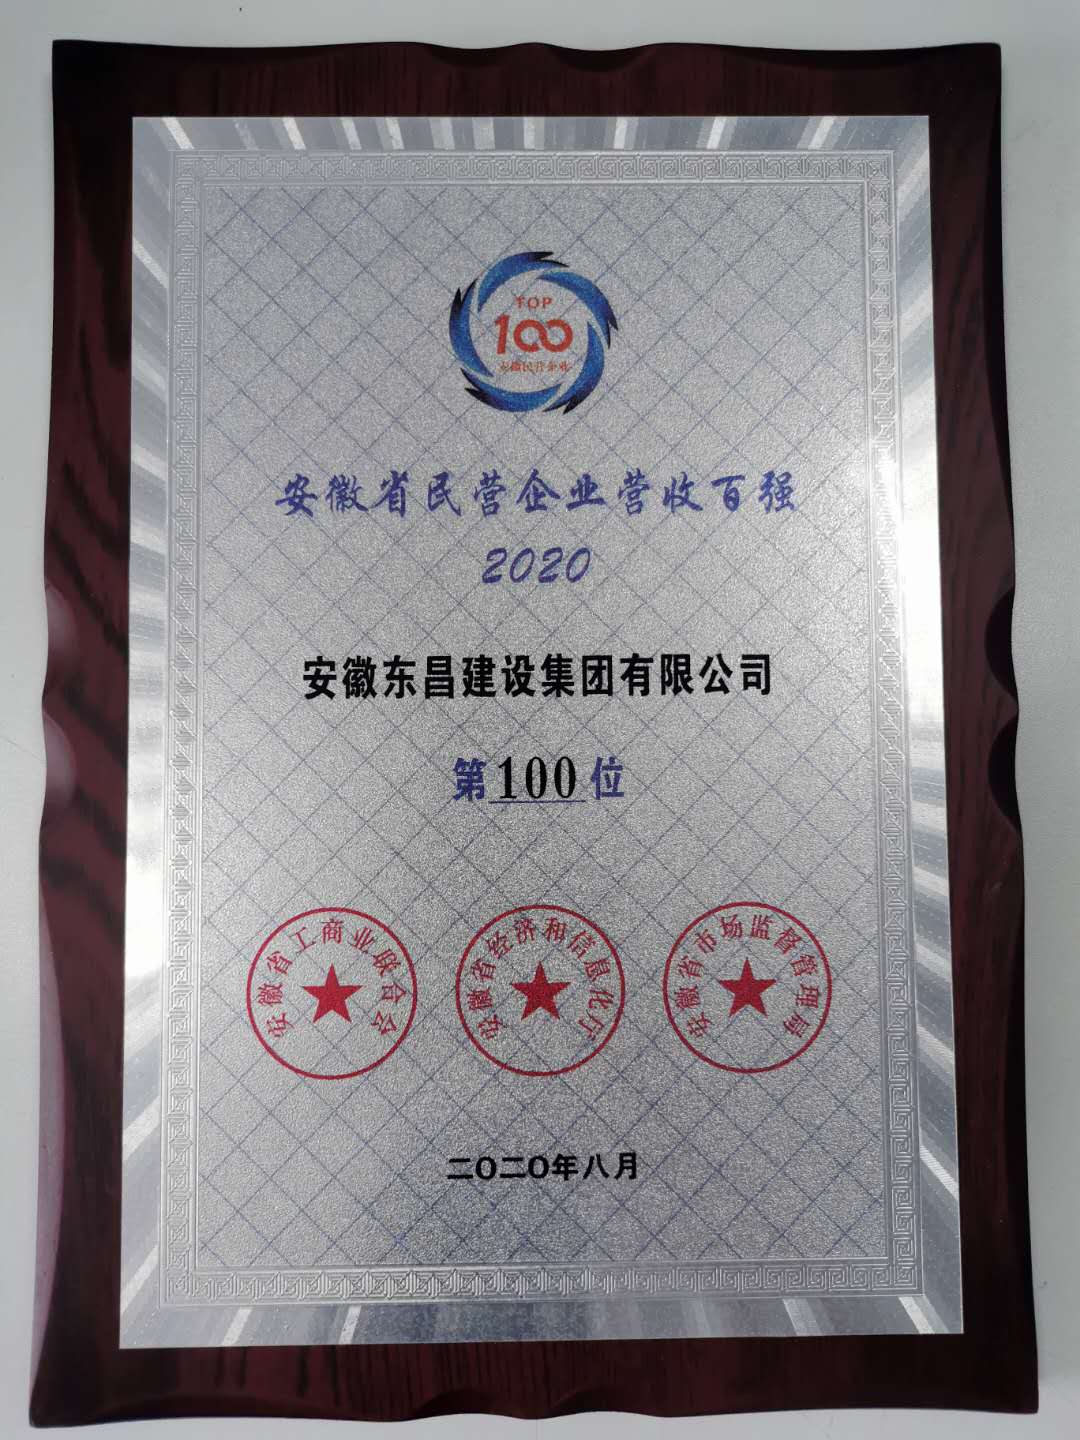 TOP
100
安徽民营企业
安徽省民营企业营收百强
2020
安徽东昌建设集团有限公司
第100位
安徽省工商业联合会
安徽省经济和信息化厅
安徽省市场监督管理局
二〇二〇年八月